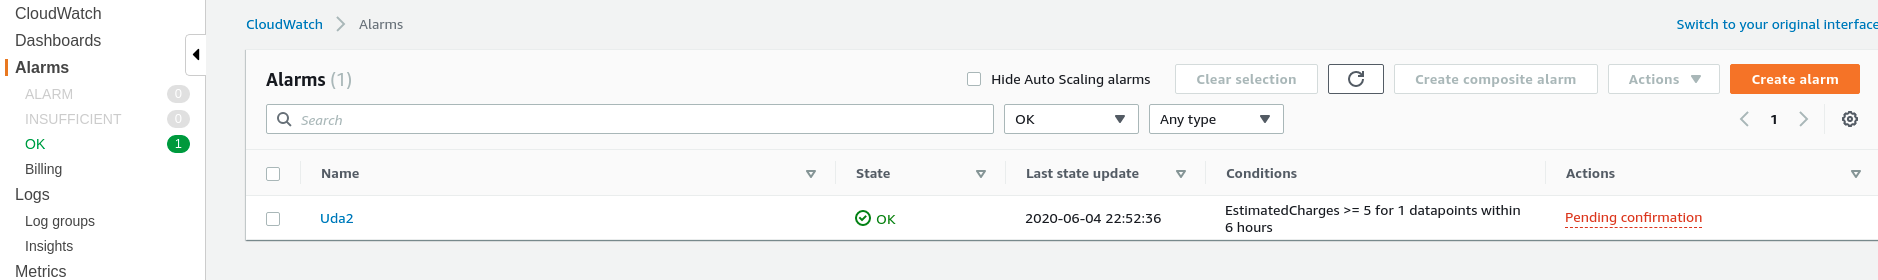 CloudWatch
Dashboards
Alarms
ALARM 0
INSUFFICIENT 0
OK 1
Billing
Logs
Log groups
Insights
Metrics
CloudWatch Alarms
Switch to your original interface
Alarms (1)
Hide Auto Scaling alarms
Clear selection
Create composite alarm
Actions
Create alarm
Search
OK
Any type
1
Name State Last state update Conditions Actions
Uda2 OK 2020-06-04 22:52:36 EstimatedCharges >= 5 for 1 datapoints within
6 hours
Pending confirmation